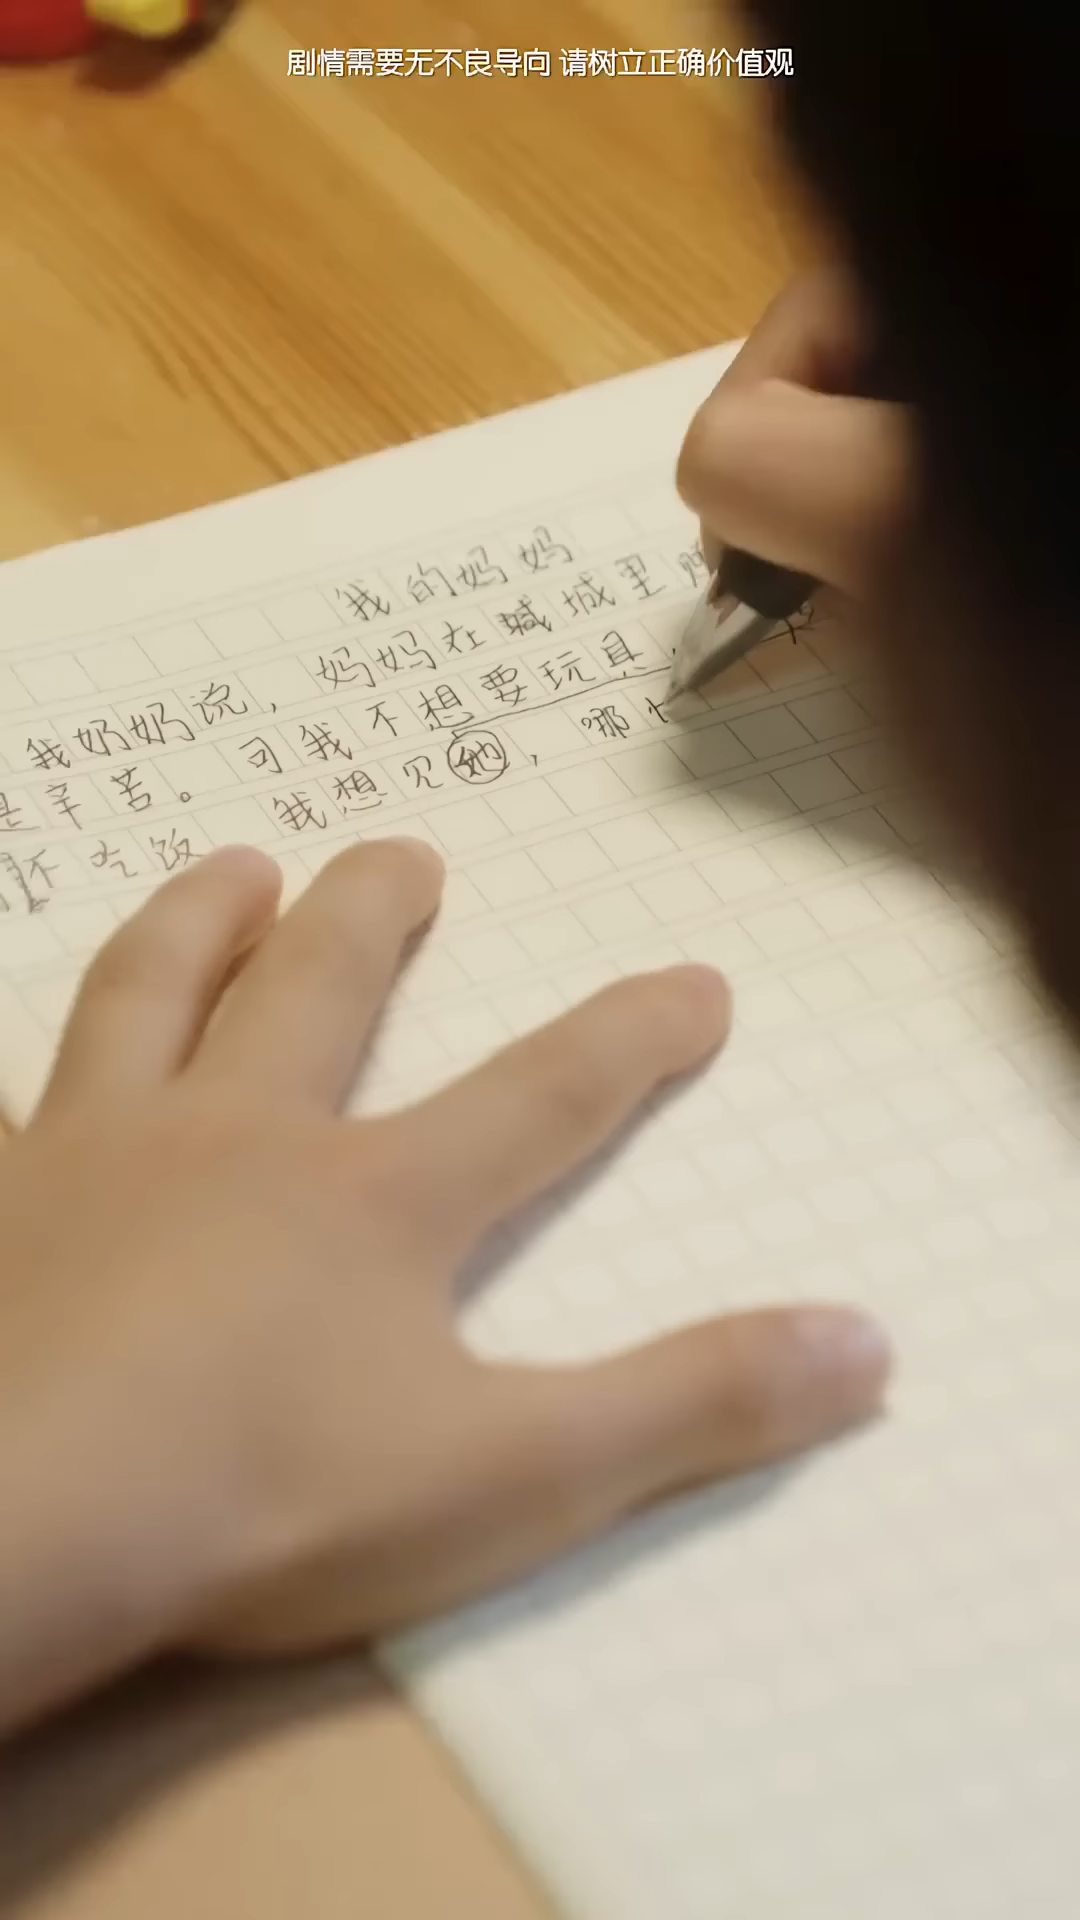 剧情需要无不良导向 请树立正确价值观
我的妈妈
我奶奶说，妈妈在城里
是辛苦。可我不想要玩具
吃饭 我想见她，哪